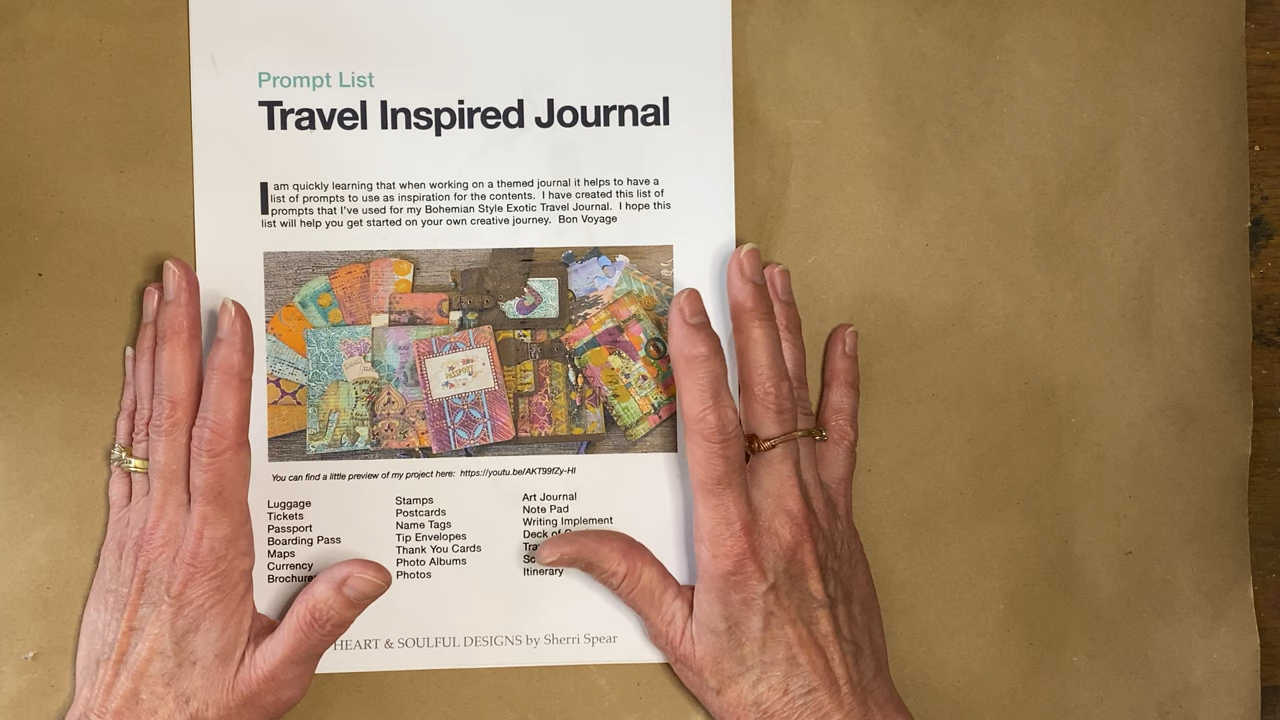 Prompt List
Travel Inspired Journal
I am quickly learning that when working on a themed journal it helps to have a
list of prompts to use as inspiration for the contents. I have created this list of
prompts that I've used for my Bohemian Style Exotic Travel Journal. I hope this
list will help you get started on your own creative journey. Bon Voyage
You can find a little preview of my project here: https://youtu.be/AKT99fZy-HI
Luggage
Tickets
Passport
Boarding Pass
Maps
Currency
Brochures
Stamps
Postcards
Name Tags
Tip Envelopes
Thank You Cards
Photo Albums
Photos
Art Journal
Note Pad
Writing Implement
Deck of
Itinerary
HEART & SOULFUL DESIGNS by Sherri Spear